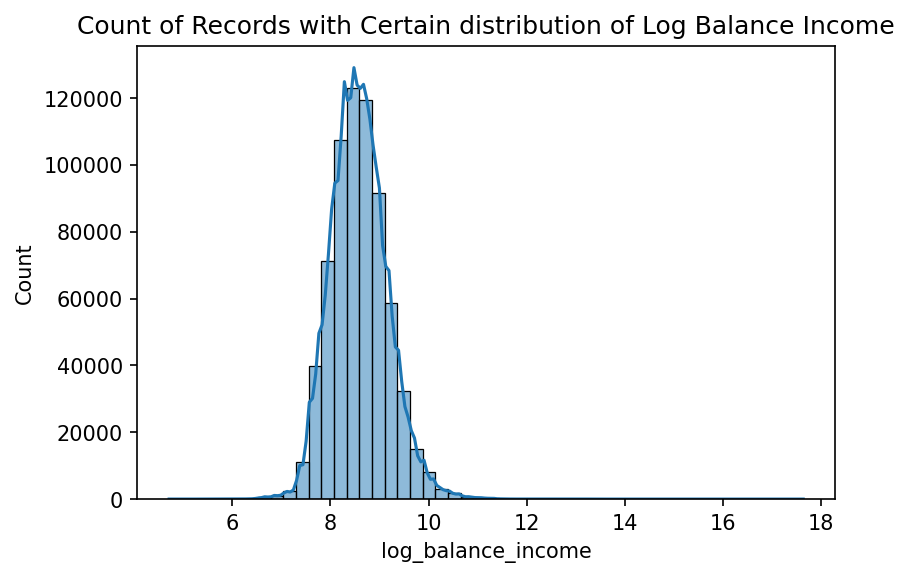 Count of Records with Certain distribution of Log Balance Income
120000
100000
80000
60000
40000
20000
0
Count
6 8 10 12 14 16 18
log_balance_income